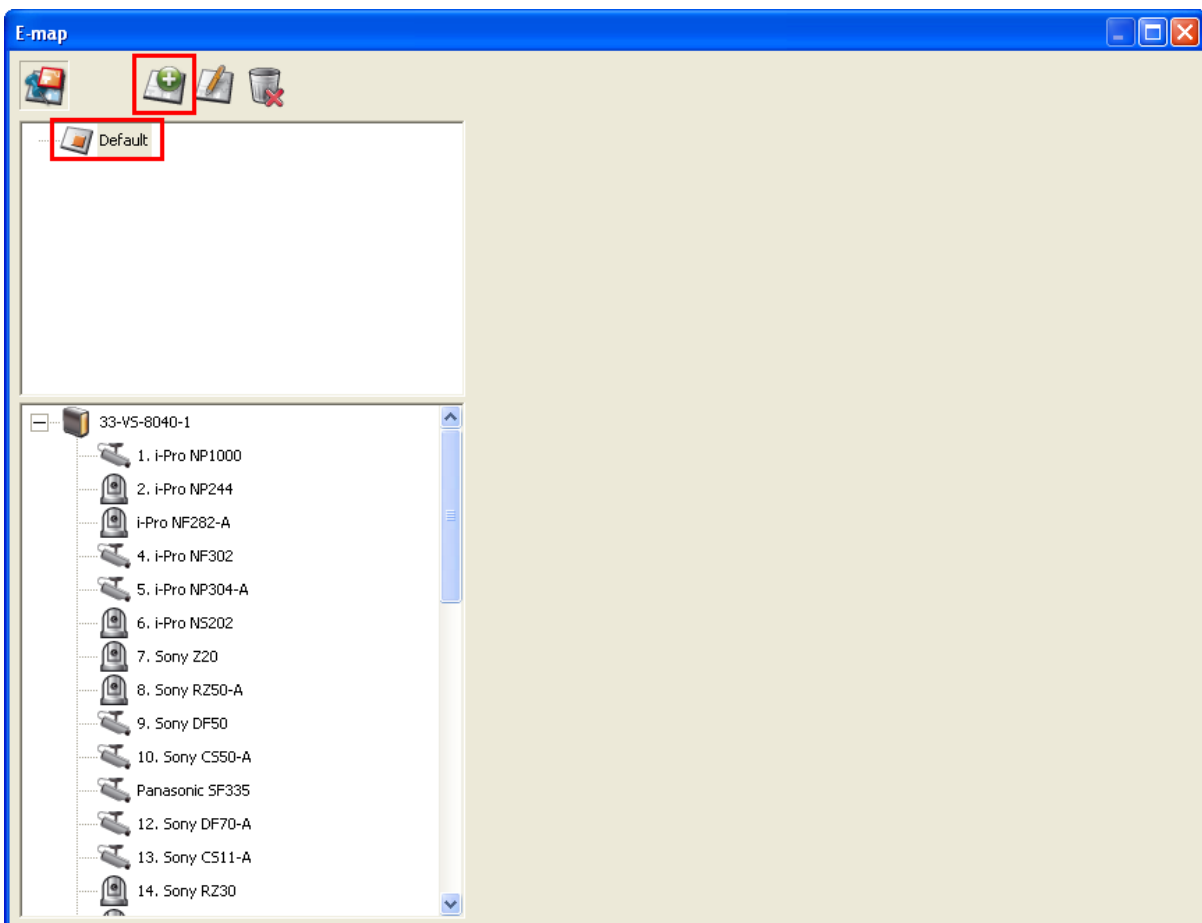 E-map
Default
33-VS-8040-1
1. i-Pro NP1000
2. i-Pro NP244
i-Pro NF282-A
4. i-Pro NF302
5. i-Pro NP304-A
6. i-Pro NS202
7. Sony Z20
8. Sony RZ50-A
9. Sony DF50
10. Sony CS50-A
Panasonic SF335
12. Sony DF70-A
13. Sony CS11-A
14. Sony RZ30